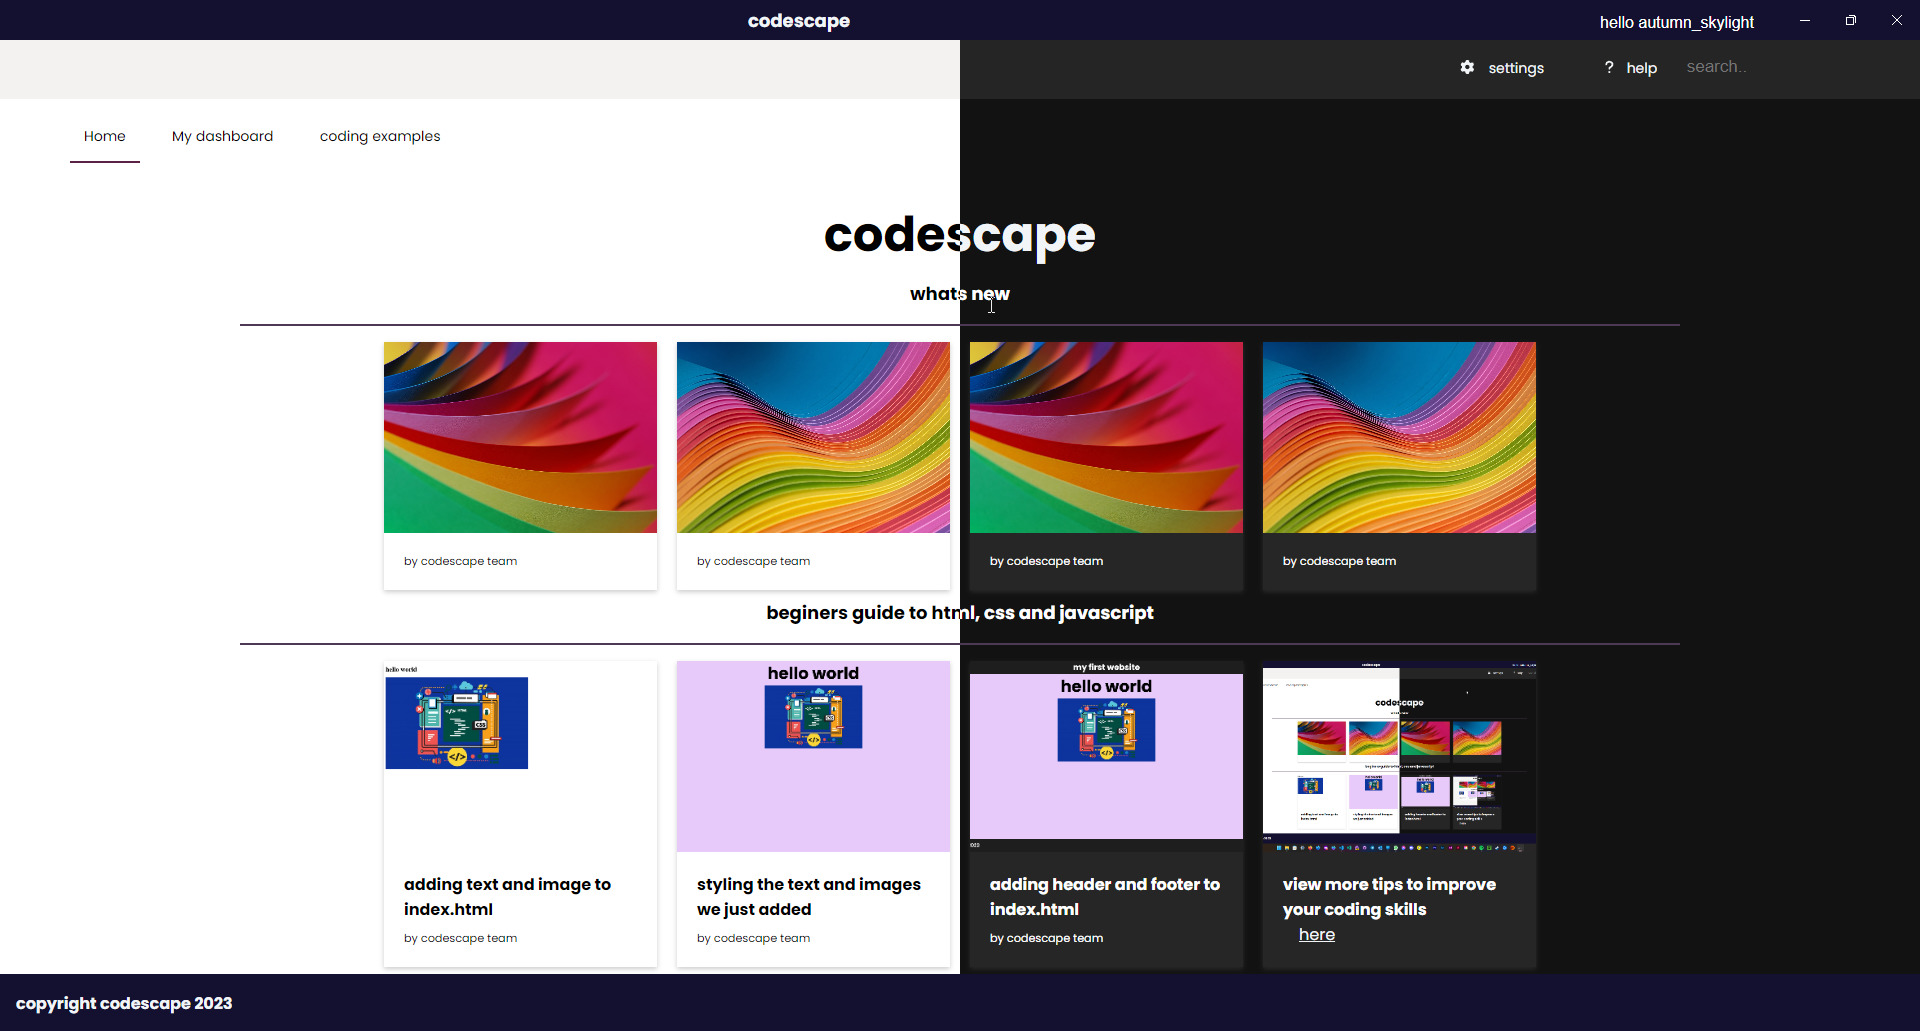 codescape
hello autumn_skylight
settings
? help
search..
Home
My dashboard
coding examples
codescape
whats new
by codescape team
by codescape team
by codescape team
by codescape team
beginers guide to html, css and javascript
hello world
hello world
my first website
hello world
codescape
adding text and image to
index.html
by codescape team
styling the text and images
we just added
by codescape team
adding header and footer to
index.html
by codescape team
view more tips to improve
your coding skills
here
copyright codescape 2023